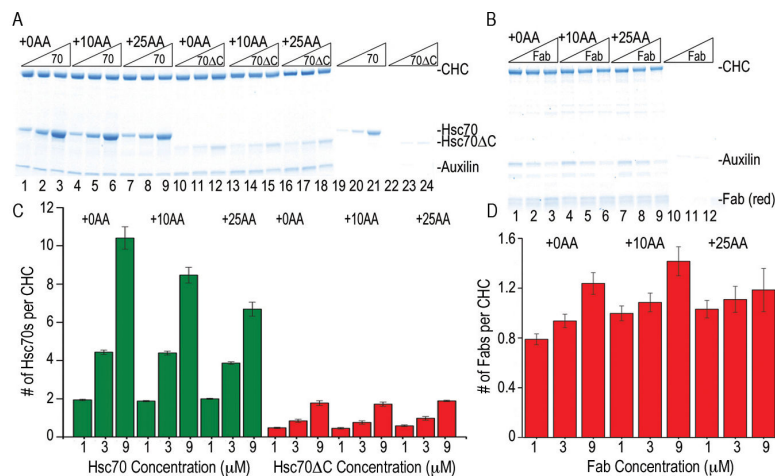 A
+0AA +10AA +25AA +0AA +10AA +25AA
70 70 70 70ΔC 70ΔC 70ΔC 70 70ΔC
-CHC
-Hsc70
-Hsc70ΔC
-Auxilin
1 2 3 4 5 6 7 8 9 10 11 12 13 14 15 16 17 18 19 20 21 22 23 24
B
+0AA +10AA +25AA
Fab Fab Fab Fab
-CHC
-Auxilin
-Fab (red)
1 2 3 4 5 6 7 8 9 10 11 12
C
+0AA +10AA +25AA +0AA +10AA +25AA
# of Hsc70s per CHC
12
10
8
6
4
2
0
1 3 9 1 3 9 1 3 9 1 3 9 1 3 9 1 3 9
Hsc70 Concentration (μM) Hsc70ΔC Concentration (μM)
D
+0AA +10AA +25AA
# of Fabs per CHC
1.6
1.2
0.8
0.4
0
1 3 9 1 3 9 1 3 9
Fab Concentration (μM)